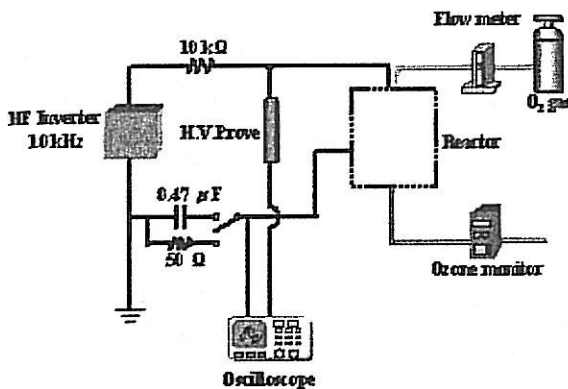 Flow meter
10 kΩ
O₂ gas
HF Inverter
10 kHz
H.V.Prove
Reactor
0.47 μF
50 Ω
Ozone monitor
Oscilloscope